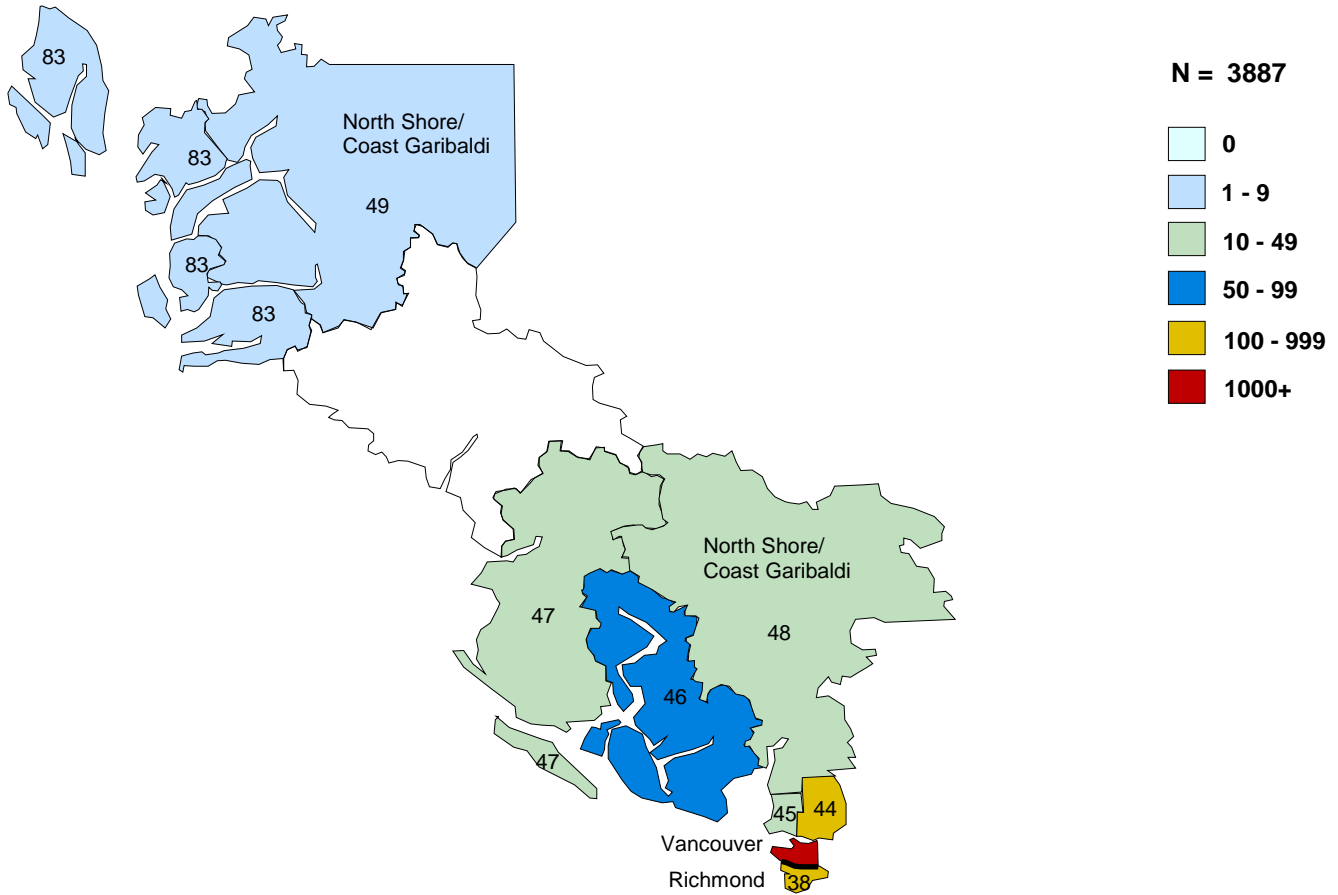 83
N = 3887
0
1 - 9
10 - 49
50 - 99
100 - 999
1000+
North Shore/
Coast Garibaldi
83
49
83
83
North Shore/
Coast Garibaldi
47
48
46
47
45
44
Vancouver
Richmond
38